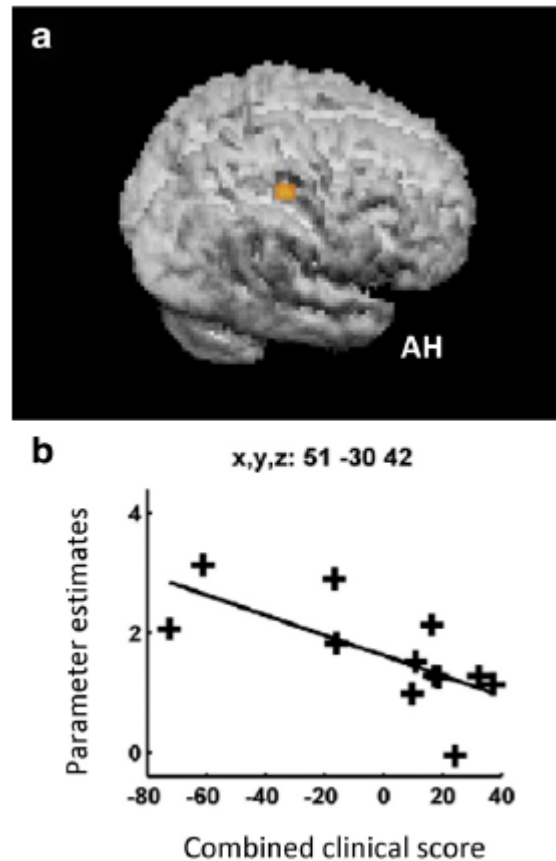 a
AH
b
x,y,z: 51 -30 42
Parameter estimates
4
2
0
-80 -60 -40 -20 0 20 40
Combined clinical score